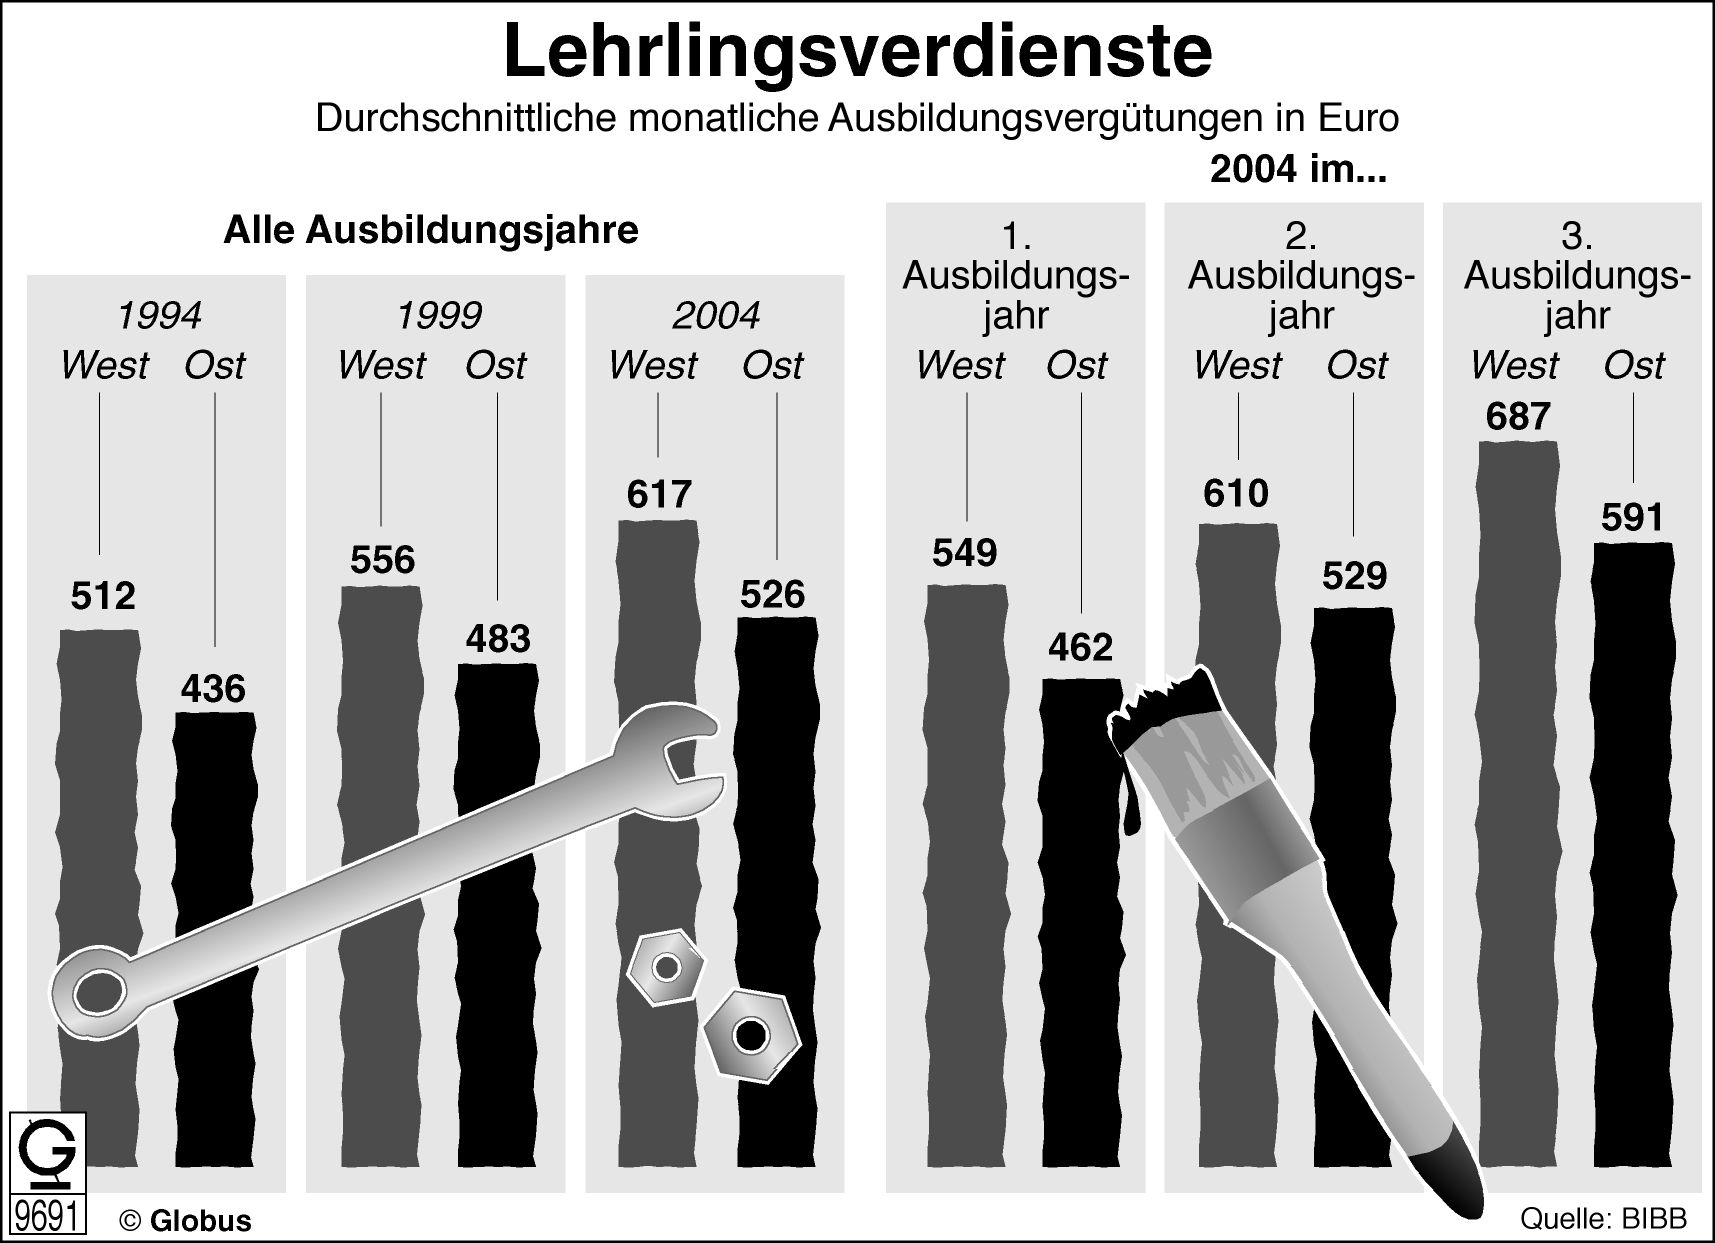 Lehrlingsverdienste
Durchschnittliche monatliche Ausbildungsvergütungen in Euro
Alle Ausbildungsjahre
1994
West Ost
512
436
1999
West Ost
556
483
2004
West Ost
617
526
2004 im...
1.
Ausbildungs-
jahr
West Ost
549
462
2.
Ausbildungs-
jahr
West Ost
610
529
3.
Ausbildungs-
jahr
West Ost
687
591
G
9691
© Globus
Quelle: BIBB